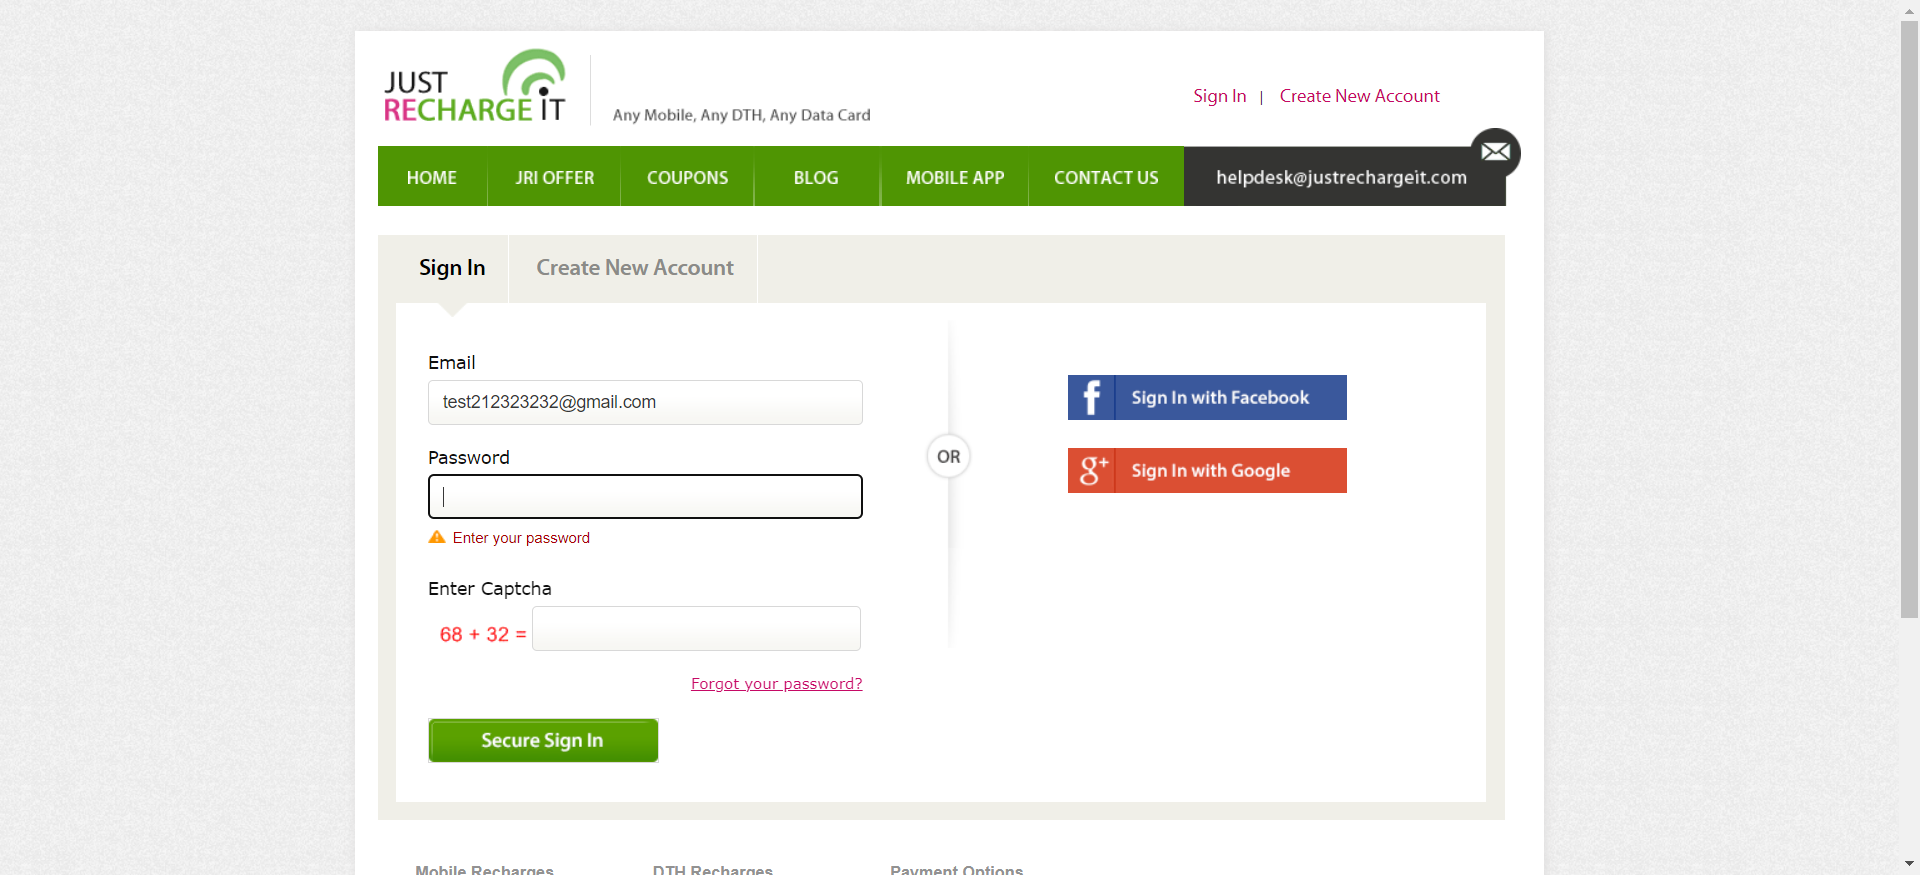 JUST
RECHARGE IT
Any Mobile, Any DTH, Any Data Card
Sign In | Create New Account
HOME JRI OFFER COUPONS BLOG MOBILE APP CONTACT US helpdesk@justrechargeit.com
Sign In Create New Account
Email
test212323232@gmail.com
Password
Enter your password
Enter Captcha
68 + 32 =
Forgot your password?
Secure Sign In
OR
f Sign In with Facebook
g+ Sign In with Google
Mobile Recharges DTH Recharges Payment Options